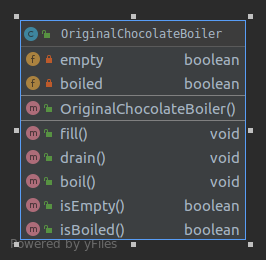 OriginalChocolateBoiler
empty boolean
boiled boolean
OriginalChocolateBoiler()
fill() void
drain() void
boil() void
isEmpty() boolean
isBoiled() boolean
Powered by yFiles